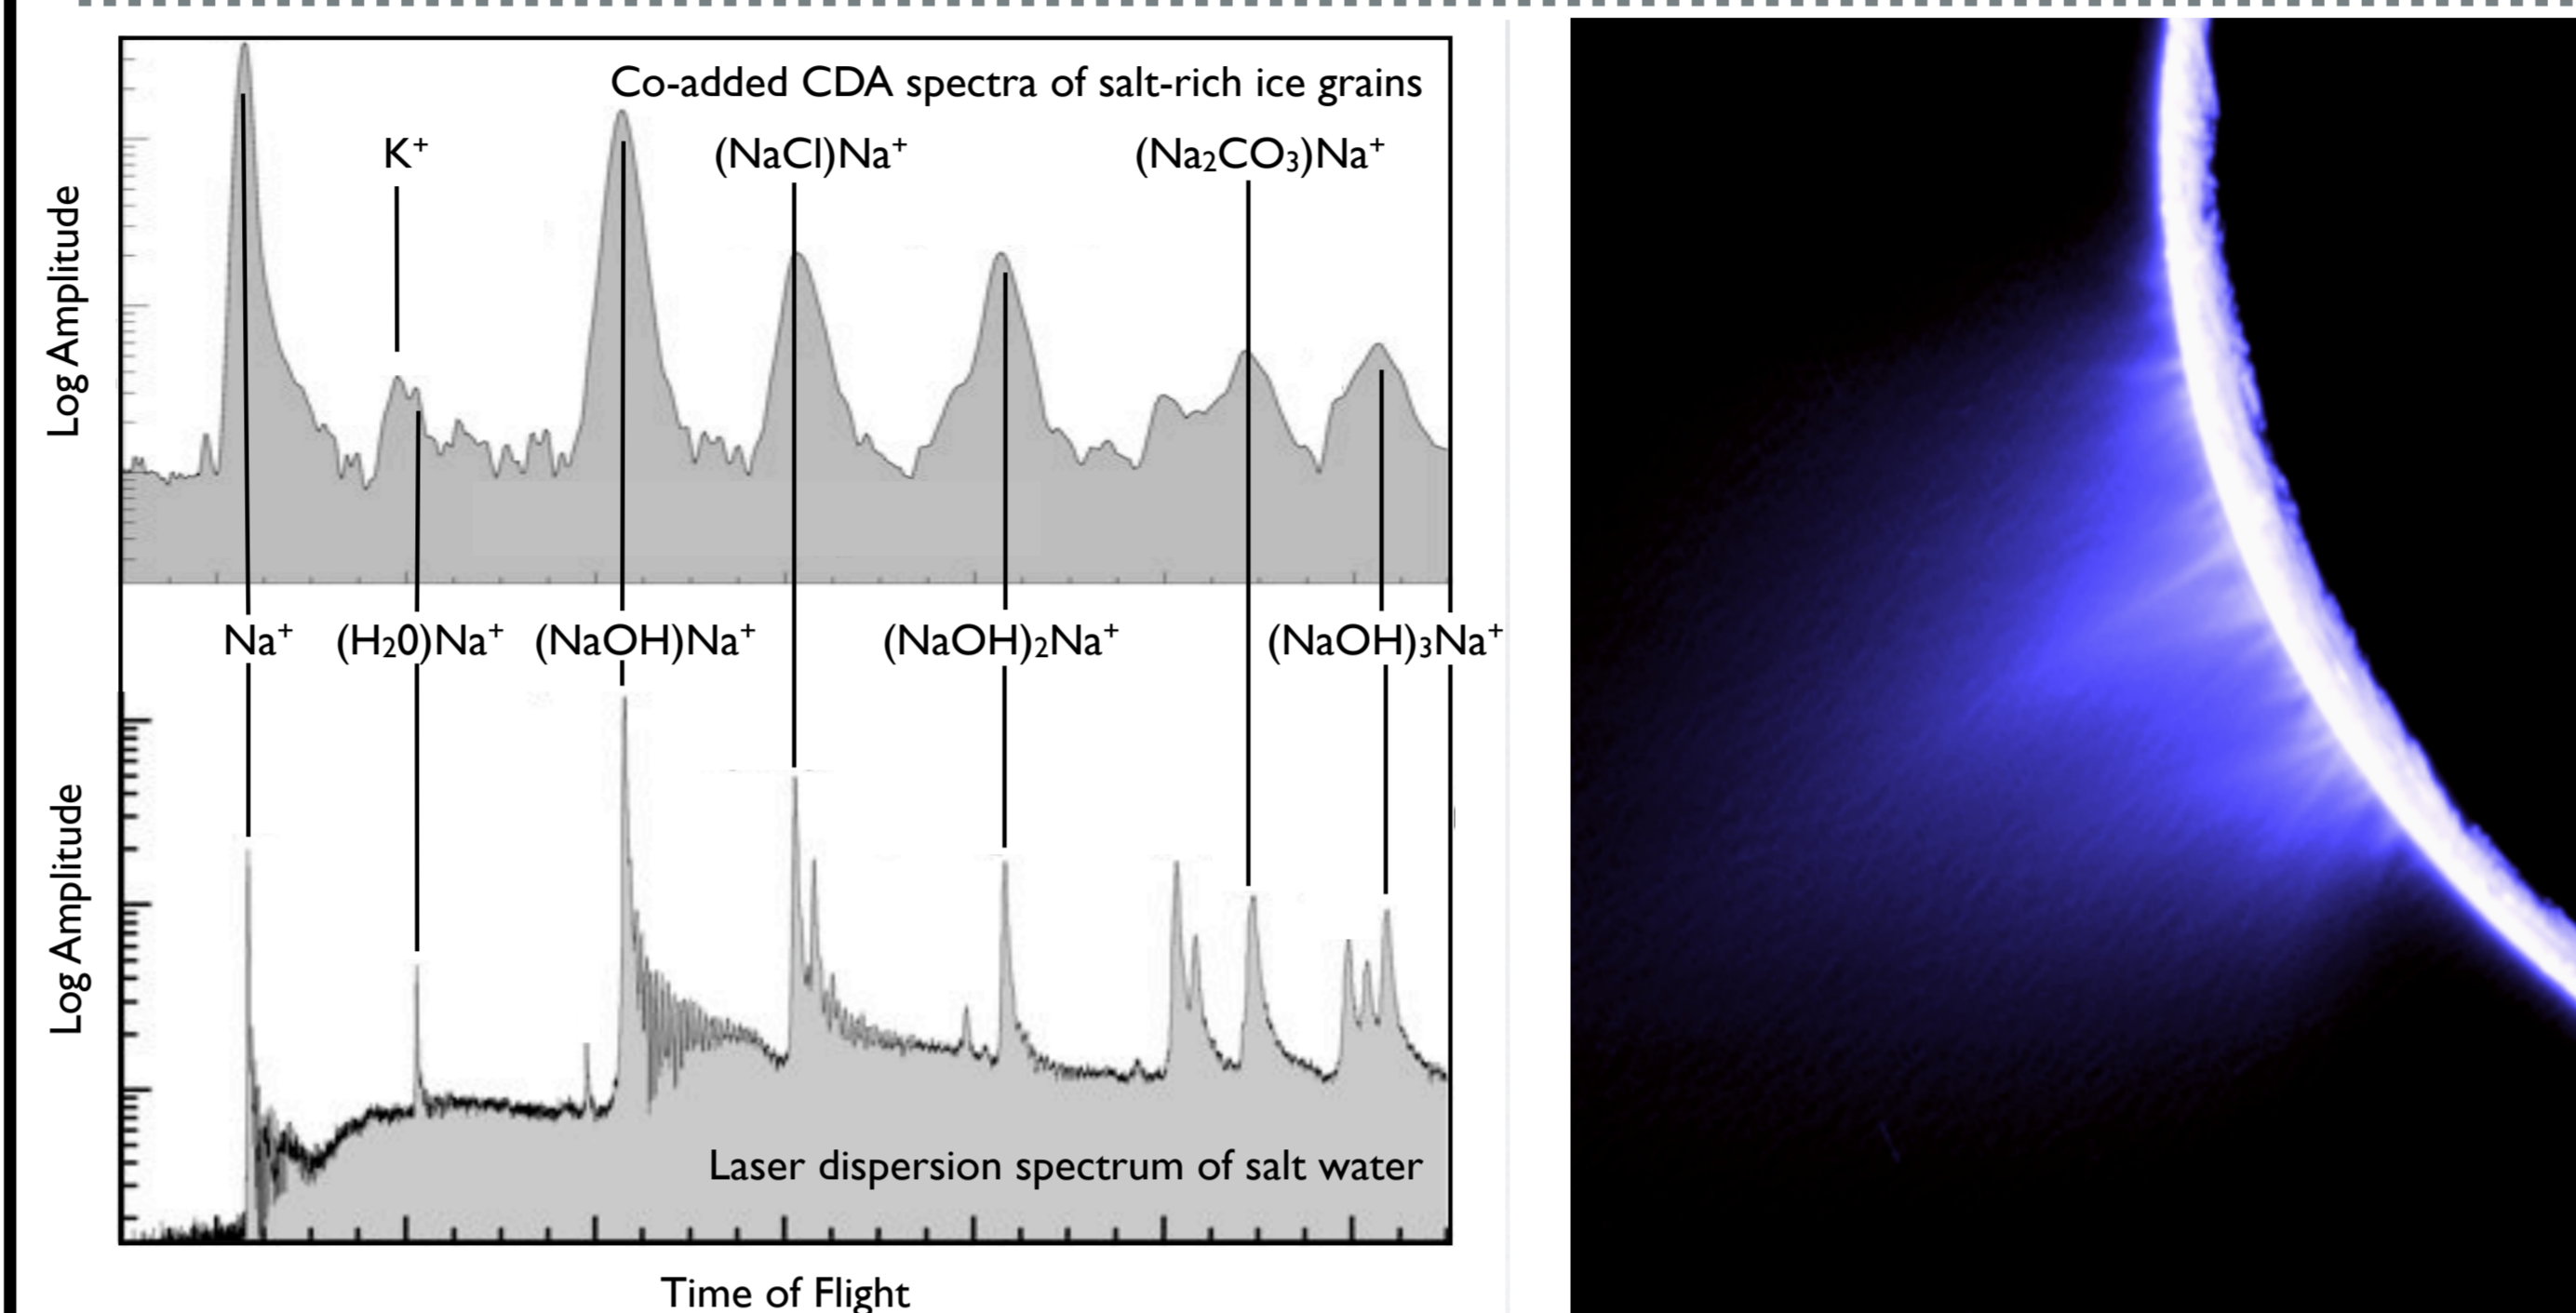 Co-added CDA spectra of salt-rich ice grains
K⁺
(NaCl)Na⁺
(Na₂CO₃)Na⁺
Log Amplitude
Na⁺
(H₂0)Na⁺
(NaOH)Na⁺
(NaOH)₂Na⁺
(NaOH)₃Na⁺
Log Amplitude
Laser dispersion spectrum of salt water
Time of Flight